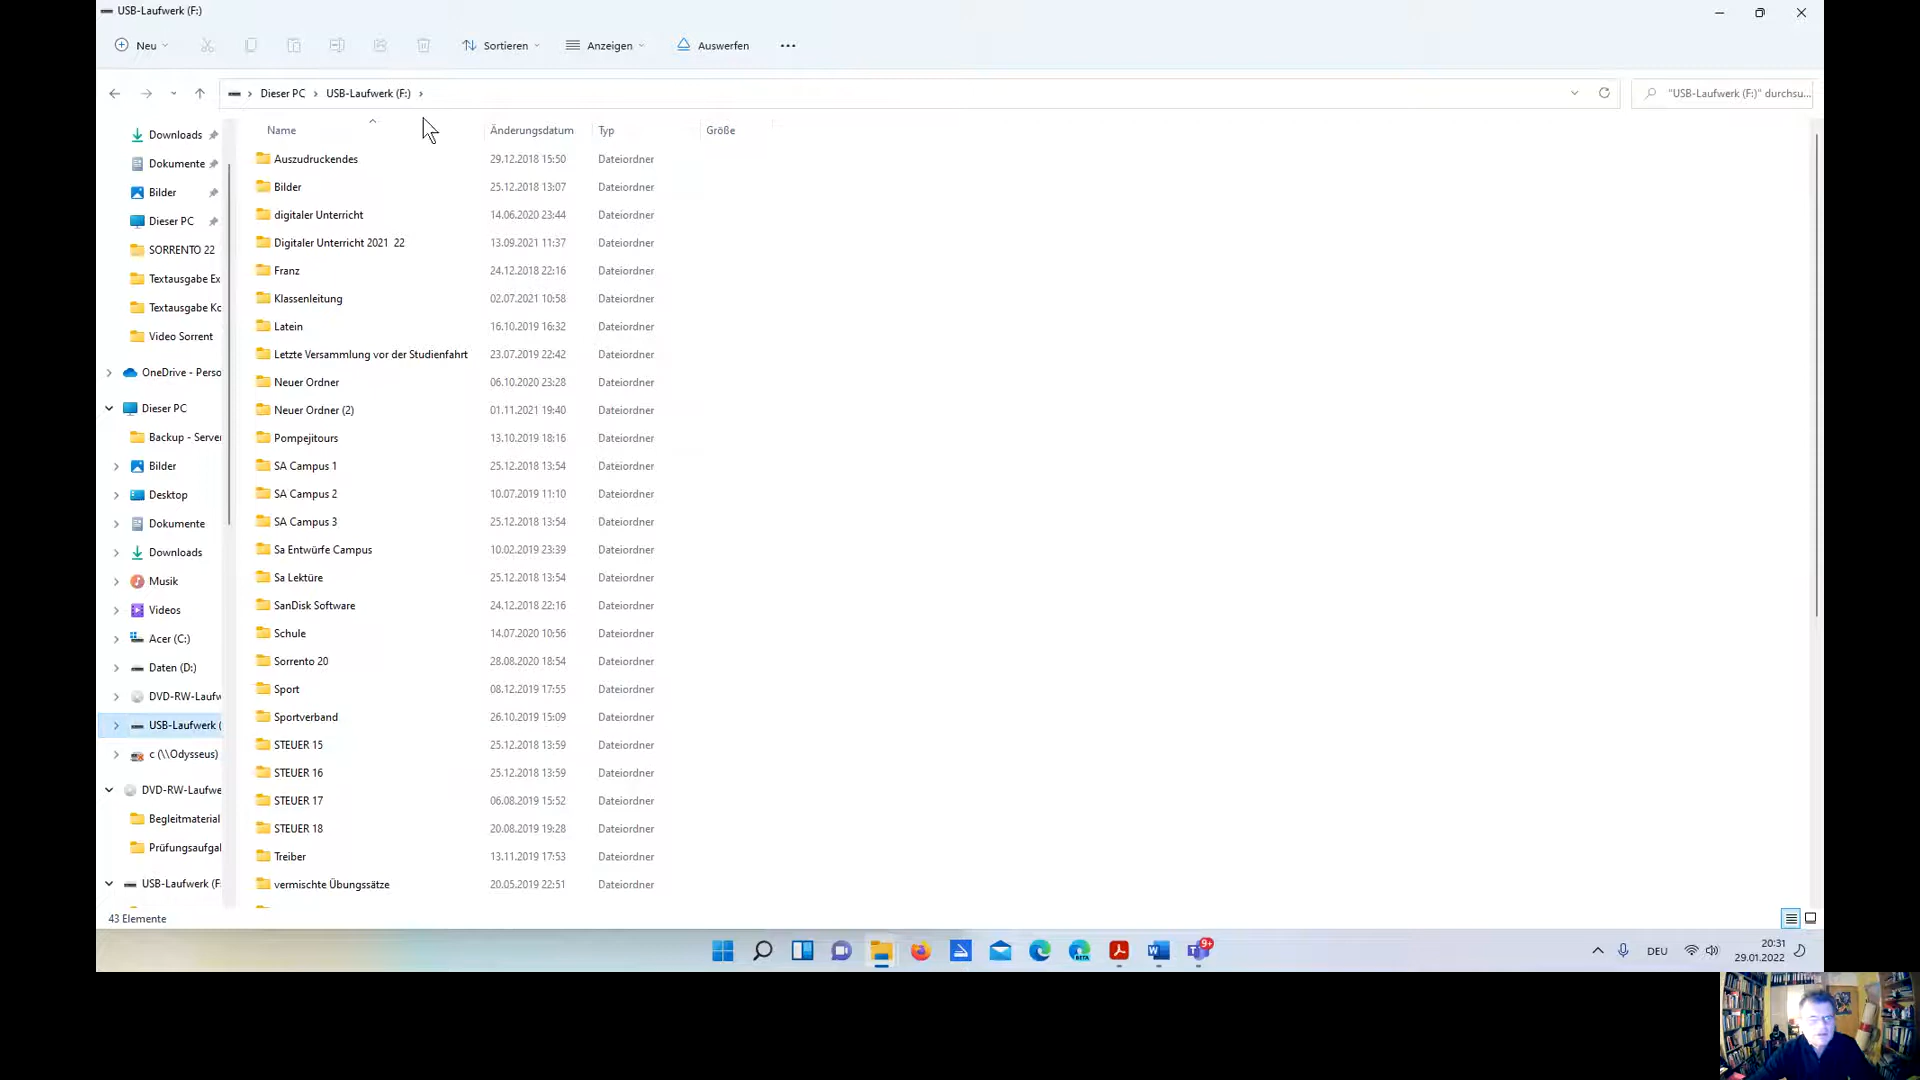 USB-Laufwerk (F:)
Neu
Sortieren
Anzeigen
Auswerfen
Dieser PC
USB-Laufwerk (F:)
"USB-Laufwerk (F:)" durchsu...
Name
Änderungsdatum
Typ
Größe
Downloads
Dokumente
Bilder
Dieser PC
SORRENTO 22
Textausgabe Ex
Textausgabe Ko
Video Sorrent
OneDrive - Perso
Dieser PC
Backup - Server
Bilder
Desktop
Dokumente
Downloads
Musik
Videos
Acer (C:)
Daten (D:)
DVD-RW-Laufw
USB-Laufwerk (
c (\\Odysseus)
DVD-RW-Laufwe
Begleitmaterial
Prüfungsaufgal
USB-Laufwerk (F:
Auszudruckendes 29.12.2018 15:50 Dateiordner
Bilder 25.12.2018 13:07 Dateiordner
digitaler Unterricht 14.06.2020 23:44 Dateiordner
Digitaler Unterricht 2021 22 13.09.2021 11:37 Dateiordner
Franz 24.12.2018 22:16 Dateiordner
Klassenleitung 02.07.2021 10:58 Dateiordner
Latein 16.10.2019 16:32 Dateiordner
Letzte Versammlung vor der Studienfahrt 23.07.2019 22:42 Dateiordner
Neuer Ordner 06.10.2020 23:28 Dateiordner
Neuer Ordner (2) 01.11.2021 19:40 Dateiordner
Pompejitours 13.10.2019 18:16 Dateiordner
SA Campus 1 25.12.2018 13:54 Dateiordner
SA Campus 2 10.07.2019 11:10 Dateiordner
SA Campus 3 25.12.2018 13:54 Dateiordner
Sa Entwürfe Campus 10.02.2019 23:39 Dateiordner
Sa Lektüre 25.12.2018 13:54 Dateiordner
SanDisk Software 24.12.2018 22:16 Dateiordner
Schule 14.07.2020 10:56 Dateiordner
Sorrento 20 28.08.2020 18:54 Dateiordner
Sport 08.12.2019 17:55 Dateiordner
Sportverband 26.10.2019 15:09 Dateiordner
STEUER 15 25.12.2018 13:59 Dateiordner
STEUER 16 25.12.2018 13:59 Dateiordner
STEUER 17 06.08.2019 15:52 Dateiordner
STEUER 18 20.08.2019 19:28 Dateiordner
Treiber 13.11.2019 17:53 Dateiordner
vermischte Übungssätze 20.05.2019 22:51 Dateiordner
43 Elemente
BETA
9+
DEU
20:31
29.01.2022